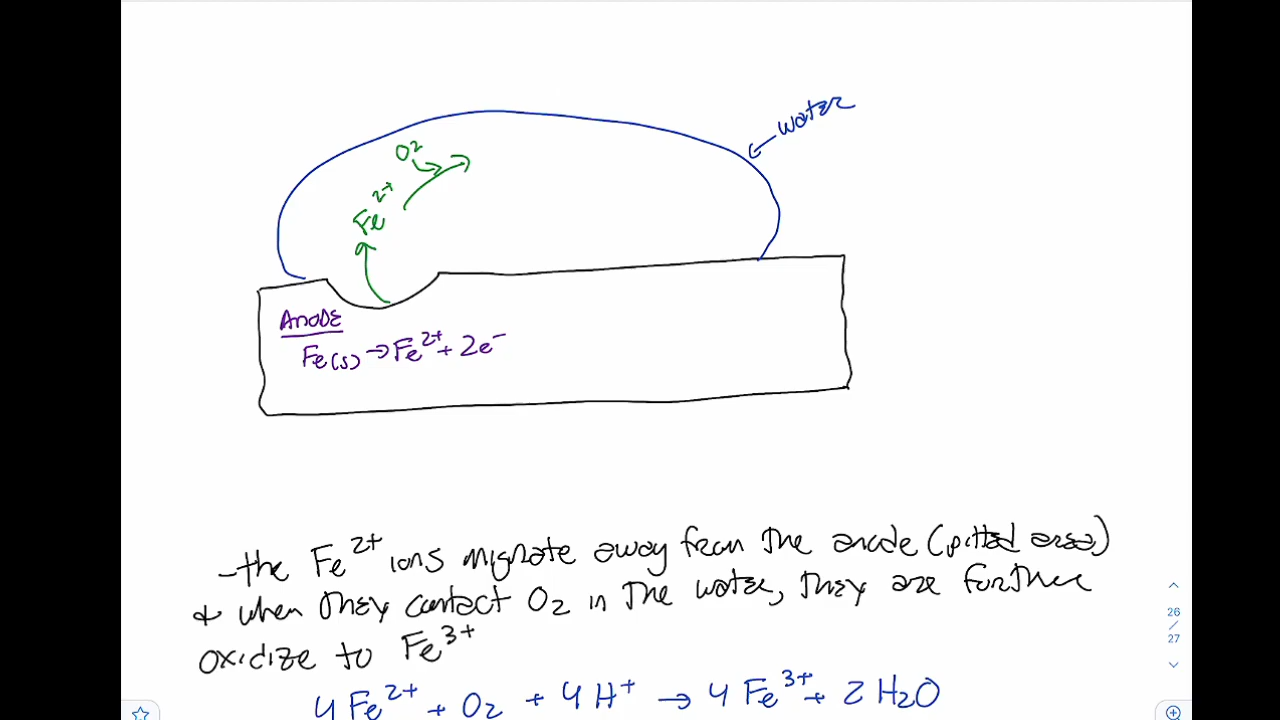 water
O2
Fe2+
ANODE
Fe(s) → Fe2+ + 2e-
-the Fe2+ ions migrate away from the anode (pitted area)
& when they contact O2 in the water, they are further
oxidize to Fe3+
4 Fe2+ + O2 + 4 H+ → 4 Fe3+ + 2 H2O
26
/
27